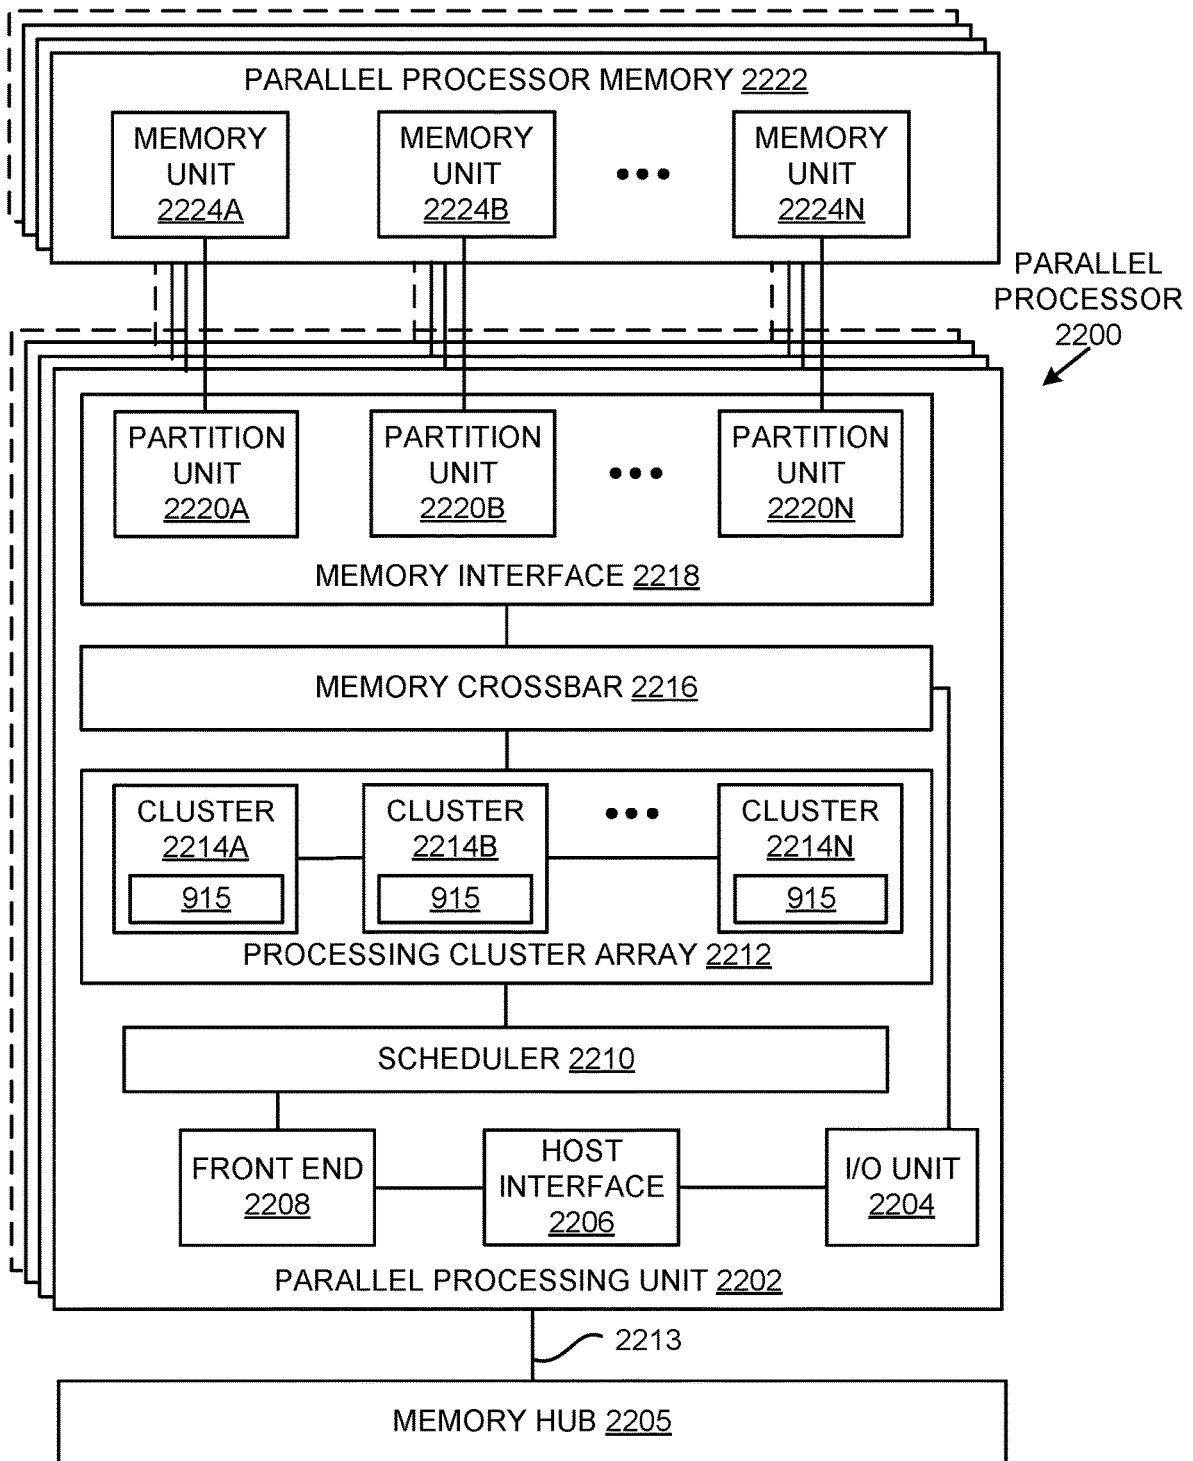 PARALLEL PROCESSOR MEMORY 2222
MEMORY
UNIT
2224A
MEMORY
UNIT
2224B
MEMORY
UNIT
2224N
PARALLEL
PROCESSOR
2200
PARTITION
UNIT
2220A
PARTITION
UNIT
2220B
PARTITION
UNIT
2220N
MEMORY INTERFACE 2218
MEMORY CROSSBAR 2216
CLUSTER
2214A
915
CLUSTER
2214B
915
CLUSTER
2214N
915
PROCESSING CLUSTER ARRAY 2212
SCHEDULER 2210
FRONT END
2208
HOST
INTERFACE
2206
I/O UNIT
2204
PARALLEL PROCESSING UNIT 2202
2213
MEMORY HUB 2205